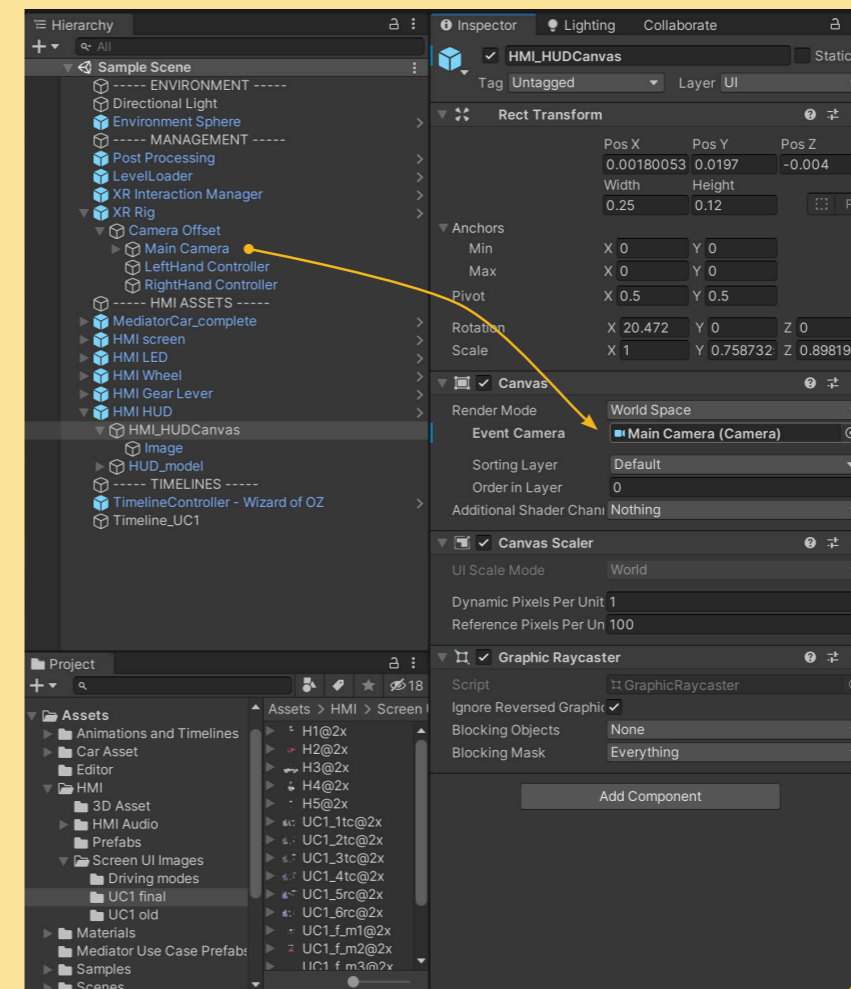 Hierarchy
All
Sample Scene
----- ENVIRONMENT -----
Directional Light
Environment Sphere
----- MANAGEMENT -----
Post Processing
LevelLoader
XR Interaction Manager
XR Rig
Camera Offset
Main Camera
LeftHand Controller
RightHand Controller
----- HMI ASSETS -----
MediatorCar_complete
HMI screen
HMI LED
HMI Wheel
HMI Gear Lever
HMI HUD
HMI_HUDCanvas
Image
HUD_model
----- TIMELINES -----
TimelineController - Wizard of OZ
Timeline_UC1
Project
18
Assets
Animations and Timelines
Car Asset
Editor
HMI
3D Asset
HMI Audio
Prefabs
Screen UI Images
Driving modes
UC1 final
UC1 old
Materials
Mediator Use Case Prefabs
Samples
Scenes
Assets > HMI > Screen
H1@2x
H2@2x
H3@2x
H4@2x
H5@2x
UC1_1tc@2x
UC1_2tc@2x
UC1_3tc@2x
UC1_4tc@2x
UC1_5rc@2x
UC1_6rc@2x
UC1_f_m1@2x
UC1_f_m2@2x
UC1_f_m3@2x
Inspector Lighting Collaborate
HMI_HUDCanvas Static
Tag Untagged Layer UI
Rect Transform
Pos X Pos Y Pos Z
0.00180053 0.0197 -0.004
Width Height
0.25 0.12
Anchors
Min X 0 Y 0
Max X 0 Y 0
Pivot X 0.5 Y 0.5
Rotation X 20.472 Y 0 Z 0
Scale X 1 Y 0.758732 Z 0.89819
Canvas
Render Mode World Space
Event Camera Main Camera (Camera)
Sorting Layer Default
Order in Layer 0
Additional Shader Chann Nothing
Canvas Scaler
UI Scale Mode World
Dynamic Pixels Per Unit 1
Reference Pixels Per Un 100
Graphic Raycaster
Script GraphicRaycaster
Ignore Reversed Graphic
Blocking Objects None
Blocking Mask Everything
Add Component